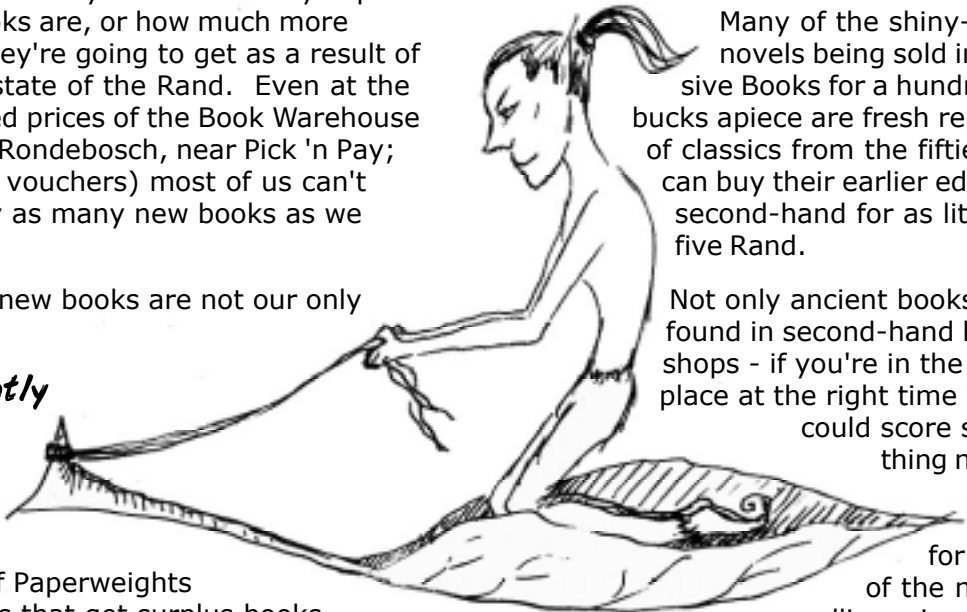 oks are, or how much more
ey're going to get as a result of
state of the Rand.  Even at the
ed prices of the Book Warehouse
Rondebosch, near Pick 'n Pay;
vouchers) most of us can't
as many new books as we
new books are not our only
tly
f Paperweights
s that get surplus books
Many of the shiny-
novels being sold in
sive Books for a hundr
bucks apiece are fresh re
of classics from the fiftie
can buy their earlier ed
second-hand for as lit
five Rand.
Not only ancient books
found in second-hand
shops - if you're in the
place at the right time
could score s
thing n
for
of the n